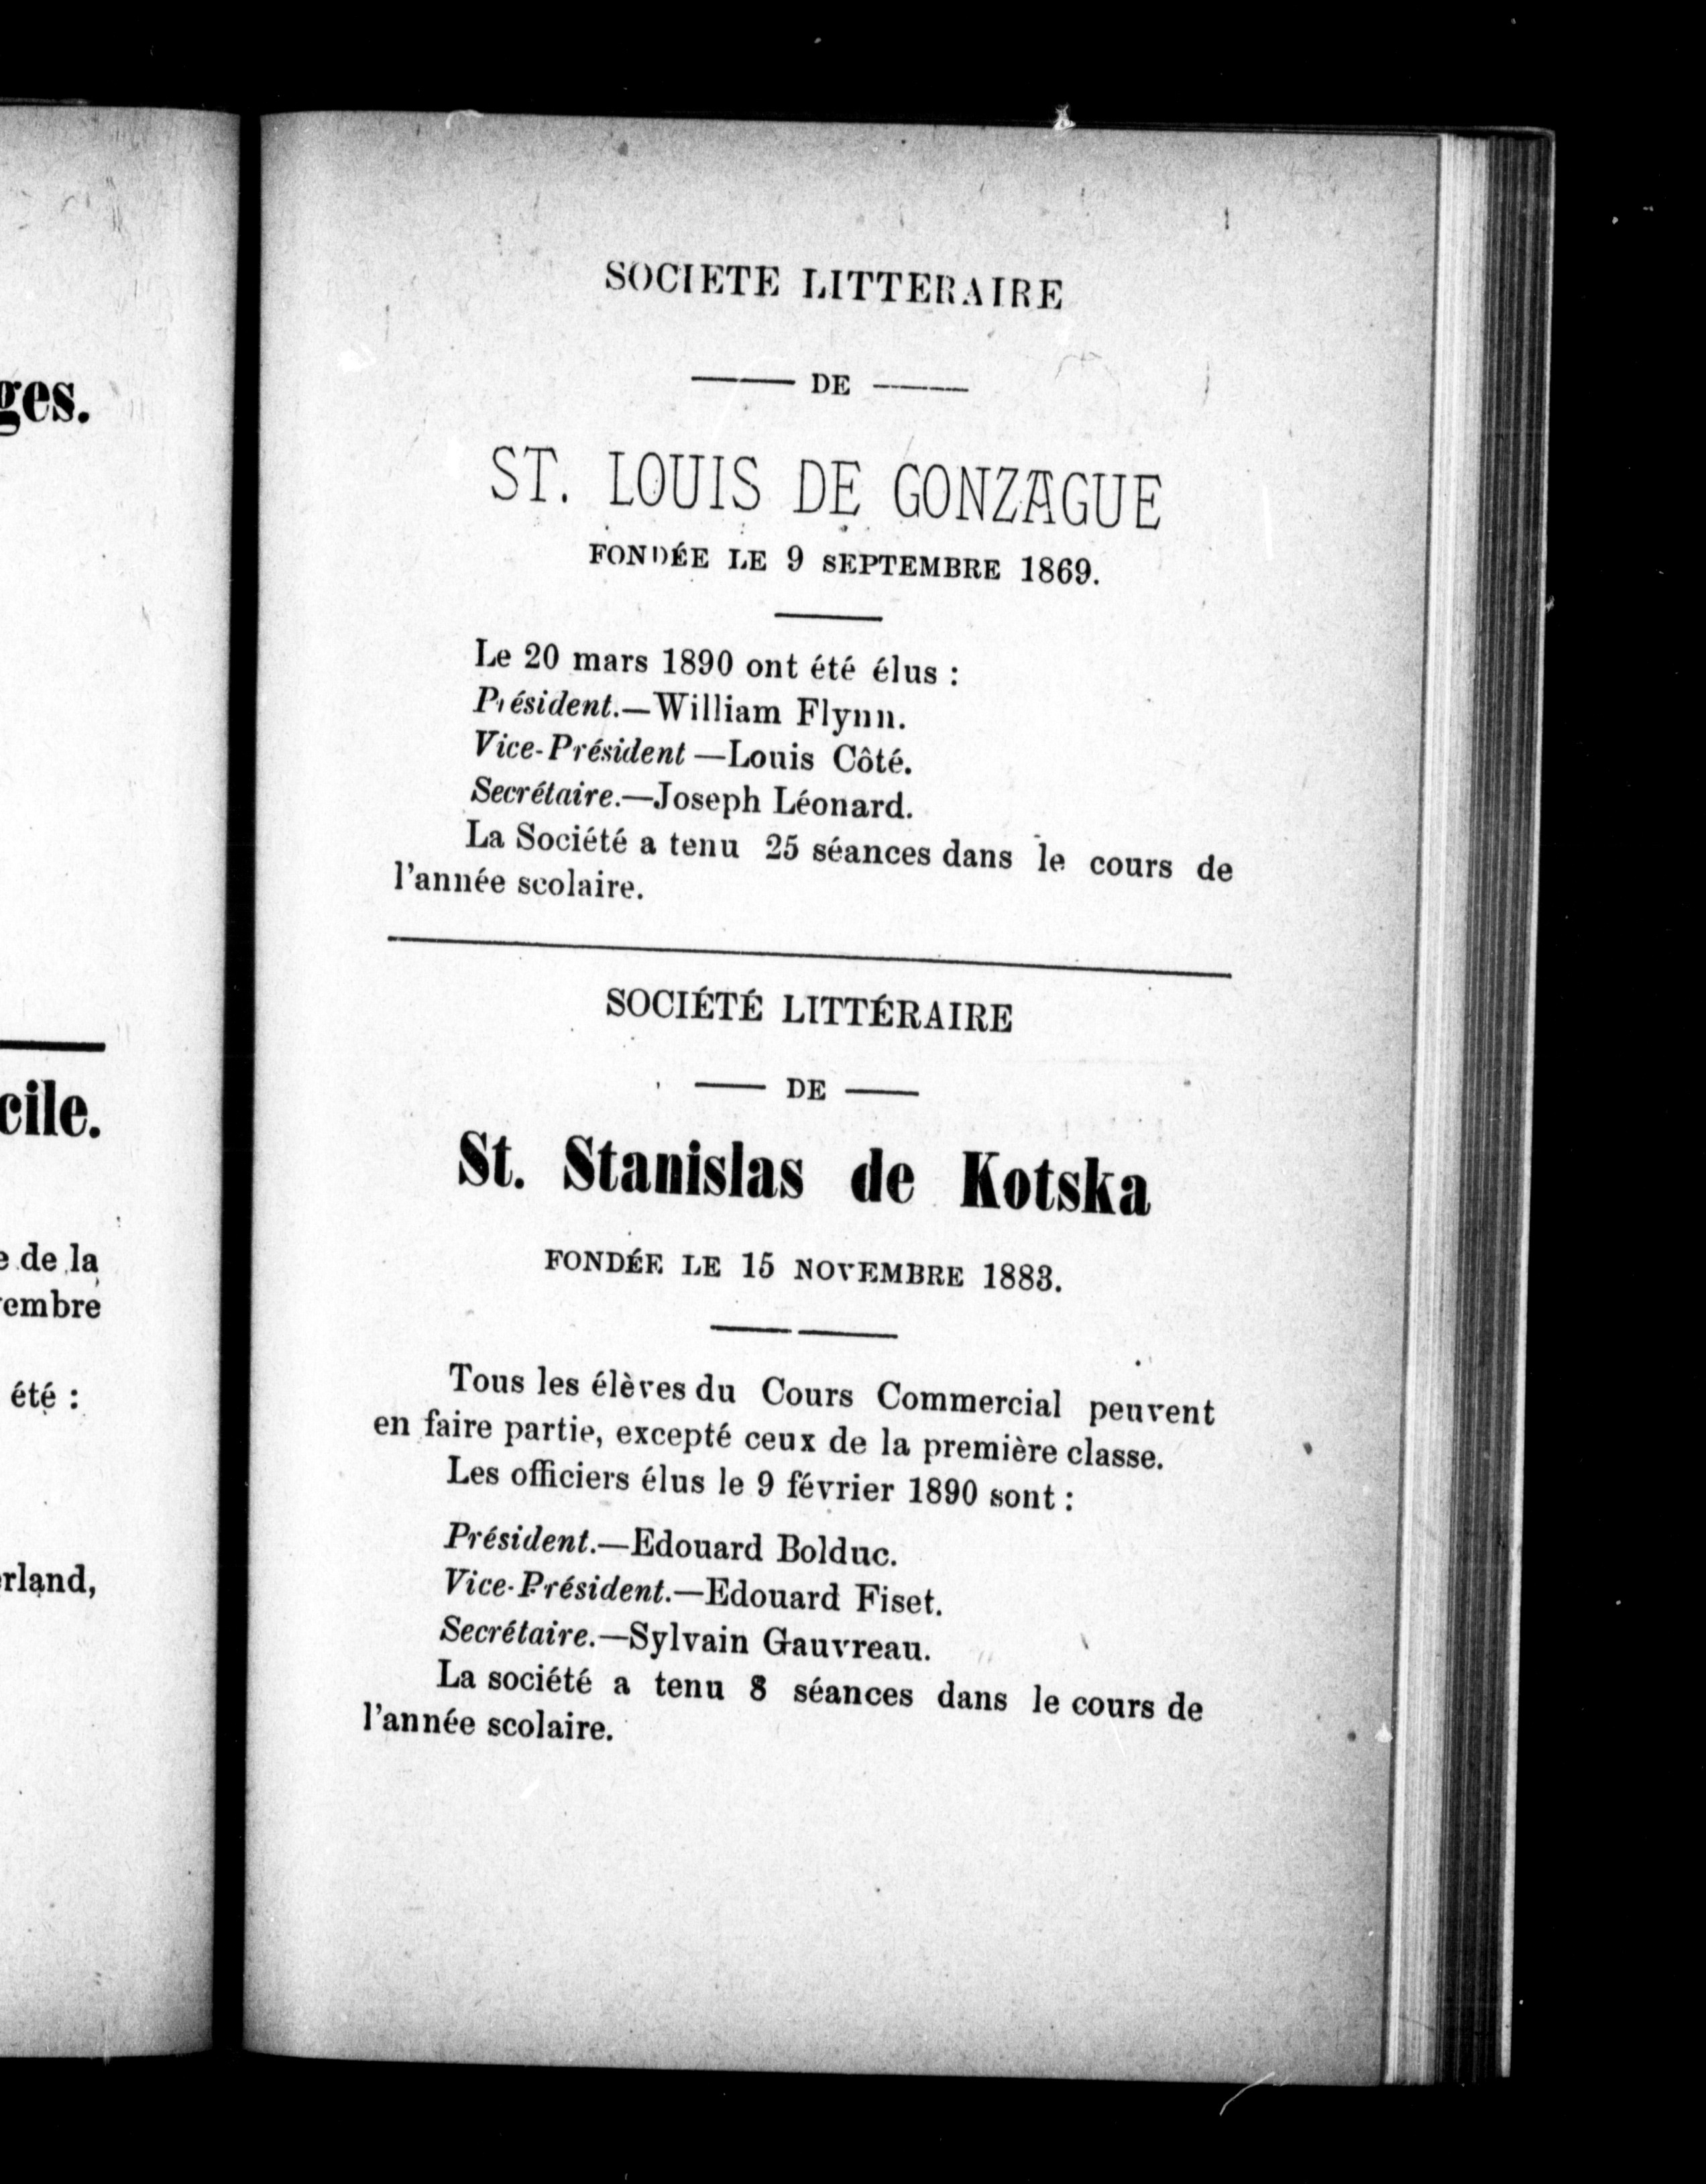 ges.
cile.
e de la
vembre
été :
rland,
SOCIETE LITTERAIRE
DE
ST. LOUIS DE GONZAGUE
FONDÉE LE 9 SEPTEMBRE 1869.
Le 20 mars 1890 ont été élus :
Président.—William Flynn.
Vice-Président —Louis Côté.
Secrétaire.—Joseph Léonard.
La Société a tenu 25 séances dans le cours de
l'année scolaire.
SOCIÉTÉ LITTÉRAIRE
DE
St. Stanislas de Kotska
FONDÉE LE 15 NOVEMBRE 1883.
Tous les élèves du Cours Commercial peuvent
en faire partie, excepté ceux de la première classe.
Les officiers élus le 9 février 1890 sont :
Président.—Edouard Bolduc.
Vice-Président.—Edouard Fiset.
Secrétaire.—Sylvain Gauvreau.
La société a tenu 8 séances dans le cours de
l'année scolaire.